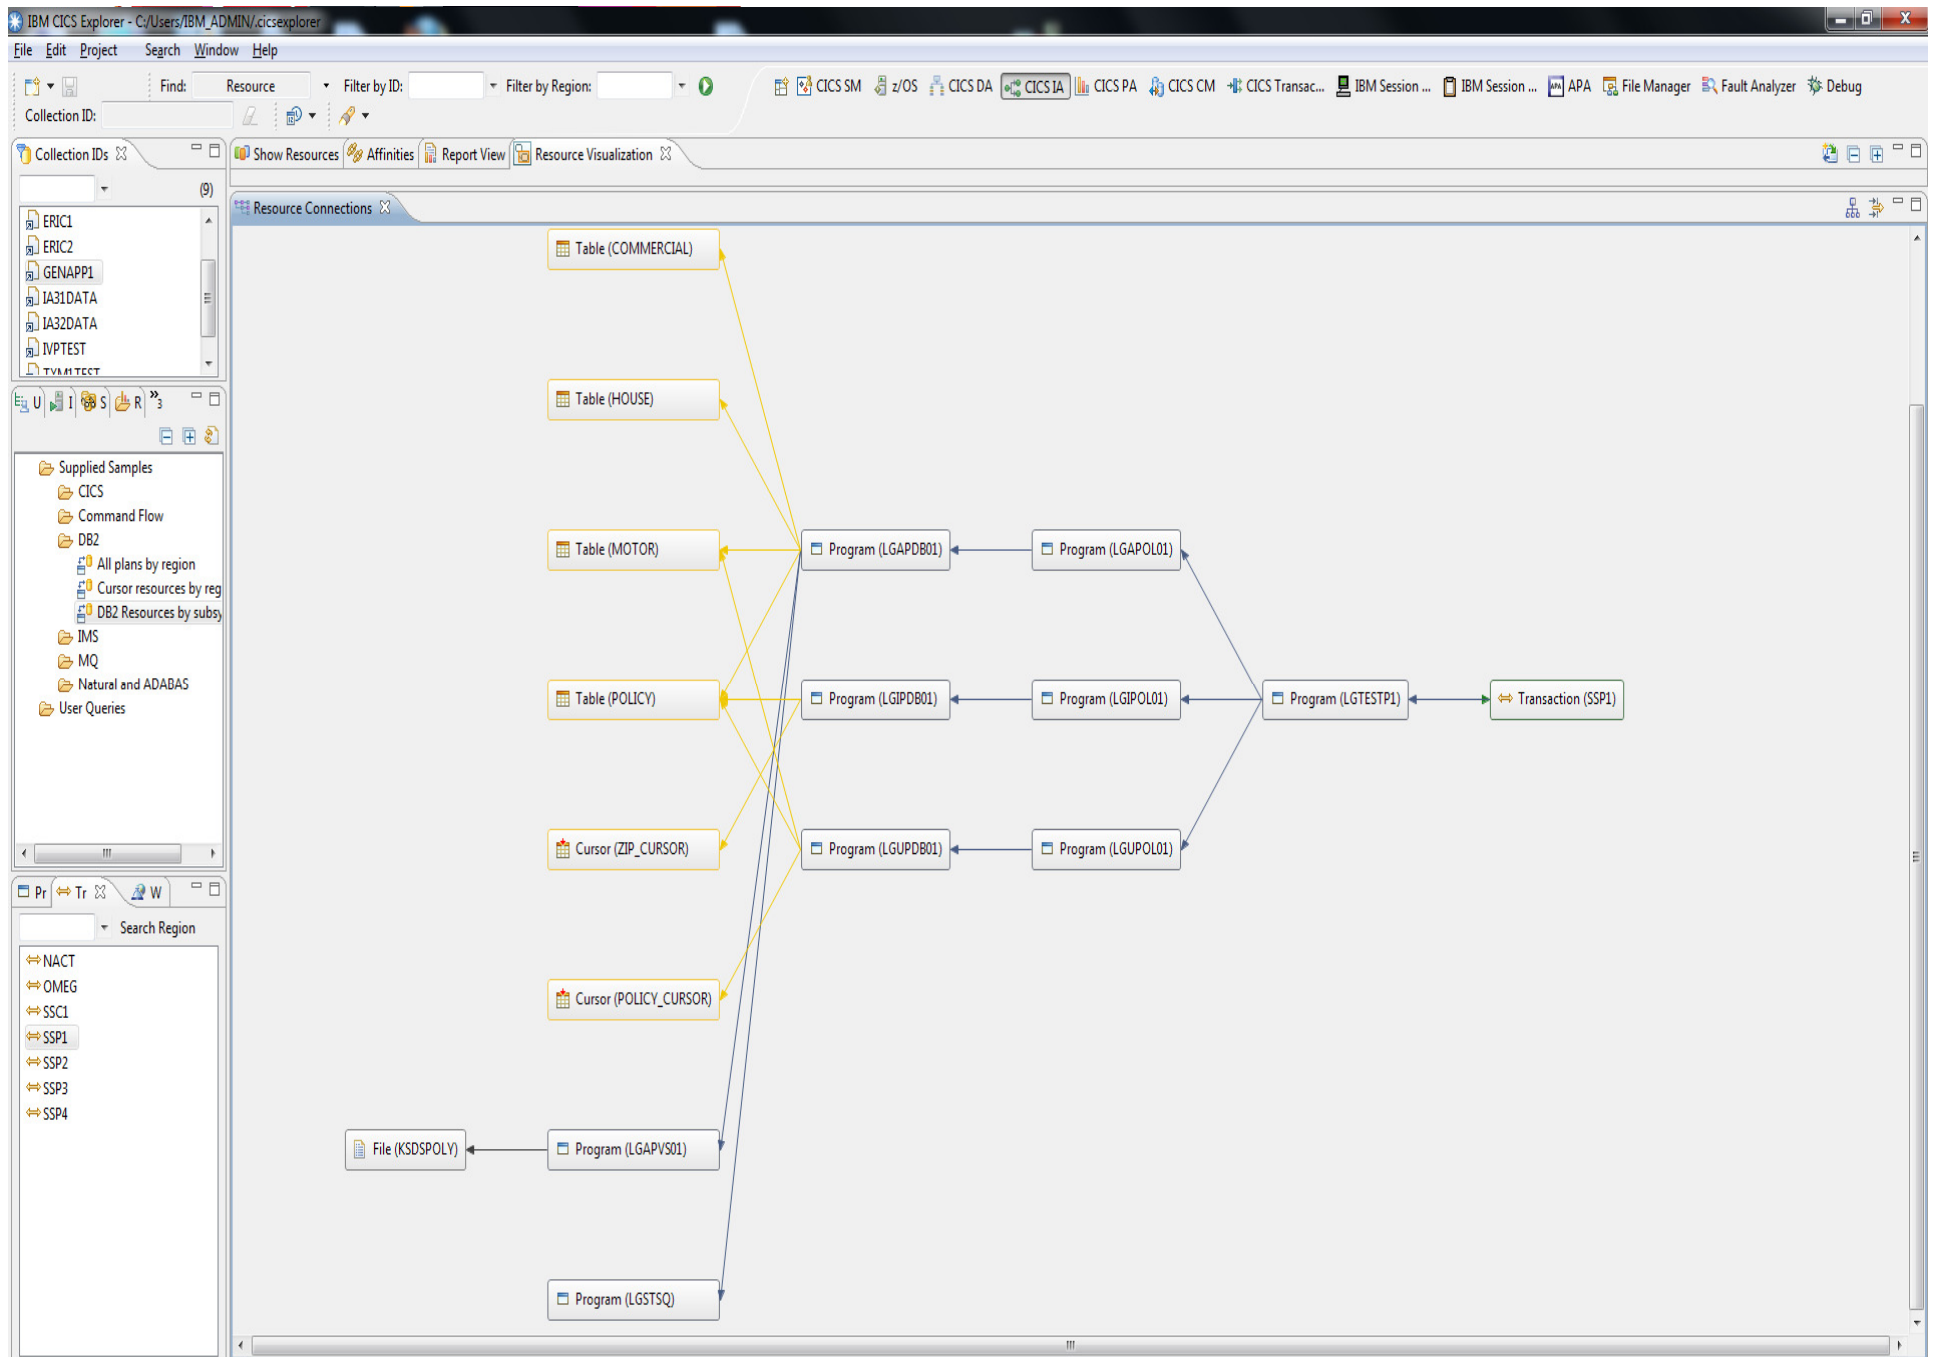 IBM CICS Explorer - C:/Users/IBM_ADMIN/.cicsexplorer
File Edit Project Search Window Help
Find: Resource Filter by ID: Filter by Region: CICS SM z/OS CICS DA CICS IA CICS PA CICS CM CICS Transac... IBM Session ... IBM Session ... APA File Manager Fault Analyzer Debug
Collection ID:
Collection IDs
(9)
ERIC1
ERIC2
GENAPP1
IA31DATA
IA32DATA
IVPTEST
U I S R »3
Supplied Samples
CICS
Command Flow
DB2
All plans by region
Cursor resources by reg
DB2 Resources by subsy
IMS
MQ
Natural and ADABAS
User Queries
Pr Tr W
Search Region
NACT
OMEG
SSC1
SSP1
SSP2
SSP3
SSP4
Show Resources Affinities Report View Resource Visualization
Resource Connections
Table (COMMERCIAL)
Table (HOUSE)
Table (MOTOR) Program (LGAPDB01) Program (LGAPOL01)
Table (POLICY) Program (LGIPDB01) Program (LGIPOL01) Program (LGTESTP1) Transaction (SSP1)
Cursor (ZIP_CURSOR) Program (LGUPDB01) Program (LGUPOL01)
Cursor (POLICY_CURSOR)
File (KSDSPOLY) Program (LGAPVS01)
Program (LGSTSQ)